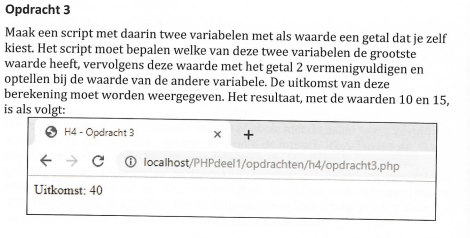 Opdracht 3
Maak een script met daarin twee variabelen met als waarde een getal dat je zelf
kiest. Het script moet bepalen welke van deze twee variabelen de grootste
waarde heeft, vervolgens deze waarde met het getal 2 vermenigvuldigen en
optellen bij de waarde van de andere variabele. De uitkomst van deze
berekening moet worden weergegeven. Het resultaat, met de waarden 10 en 15,
is als volgt:
H4 - Opdracht 3
localhost/PHPdeel1/opdrachten/h4/opdracht3.php
Uitkomst: 40